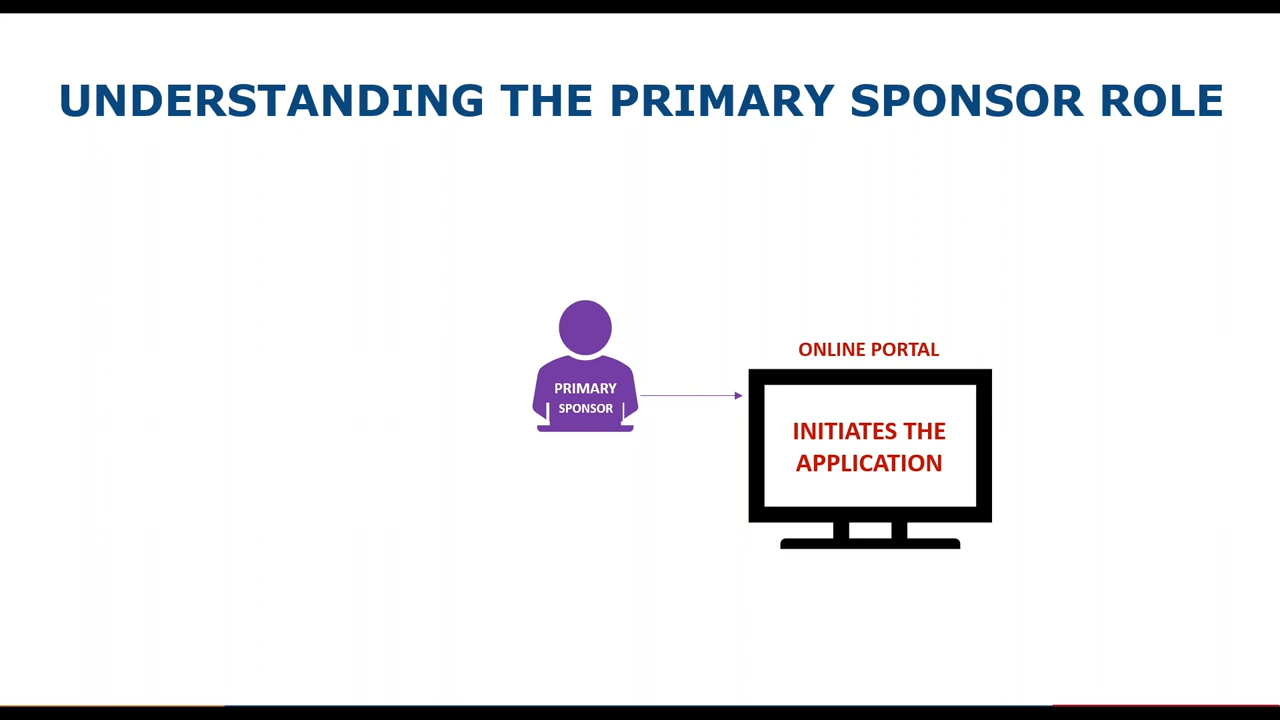 UNDERSTANDING THE PRIMARY SPONSOR ROLE
PRIMARY
SPONSOR
ONLINE PORTAL
INITIATES THE
APPLICATION